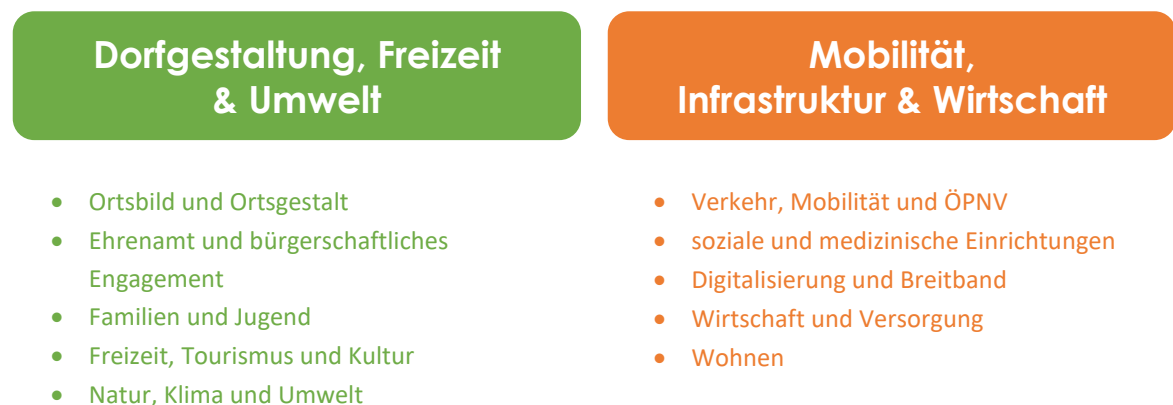 Dorfgestaltung, Freizeit
& Umwelt
• Ortsbild und Ortsgestalt
• Ehrenamt und bürgerschaftliches
Engagement
• Familien und Jugend
• Freizeit, Tourismus und Kultur
• Natur, Klima und Umwelt
Mobilität,
Infrastruktur & Wirtschaft
• Verkehr, Mobilität und ÖPNV
• soziale und medizinische Einrichtungen
• Digitalisierung und Breitband
• Wirtschaft und Versorgung
• Wohnen